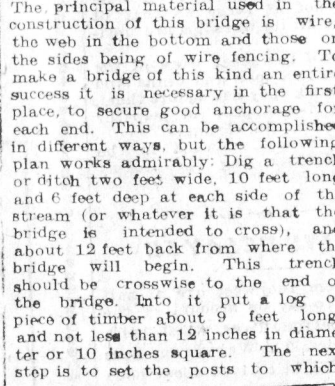 The principal material used in the
construction of this bridge is wire,
the web in the bottom and those on
the sides being of wire fencing. To
make a bridge of this kind an entire
success it is necessary in the first
place, to secure good anchorage for
each end. This can be accomplished
in different ways, but the following
plan works admirably: Dig a trench
or ditch two feet wide, 10 feet long
and 6 feet deep at each side of th
stream (or whatever it is that th
bridge is intended to cross), an
about 12 feet back from where th
bridge will begin. This trench
should be crosswise to the end o
the bridge. Into it put a log o
piece of timber about 9 feet long
and not less than 12 inches in diame
ter or 10 inches square. The nex
step is to set the posts to which